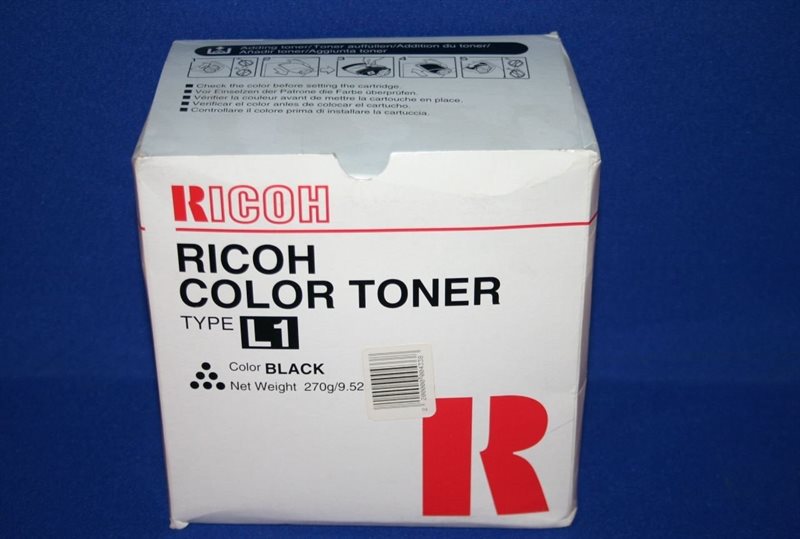 Adding toner/Toner auffüllen/Addition du toner/
Añadir toner/Aggiunta toner
Check the color before setting the cartridge.
Vor Einselzen der Patrone die Farbe überprüfen.
Vérifier la couleur avant de mettre la cartouche en place.
Verificar el color anles de colocar el cartucho.
Controllare il colore prima di installare la cartuccia.
RICOH
RICOH
COLOR TONER
TYPE L1
Color BLACK
Net Weight 270g/9.52
R